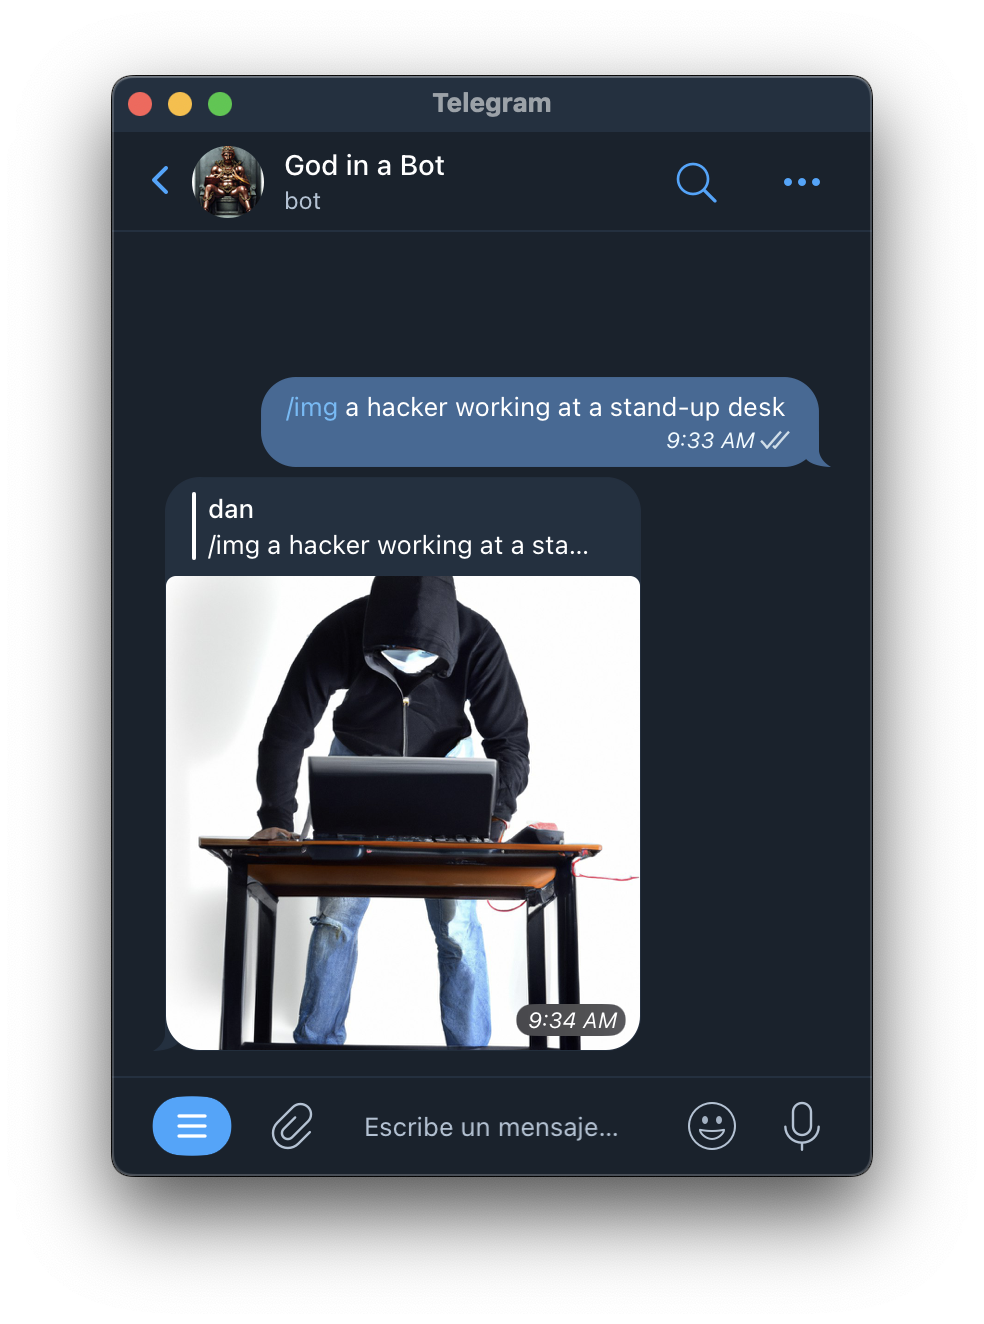 Telegram
God in a Bot
bot
/img a hacker working at a stand-up desk
9:33 AM
dan
/img a hacker working at a sta...
9:34 AM
Escribe un mensaje...